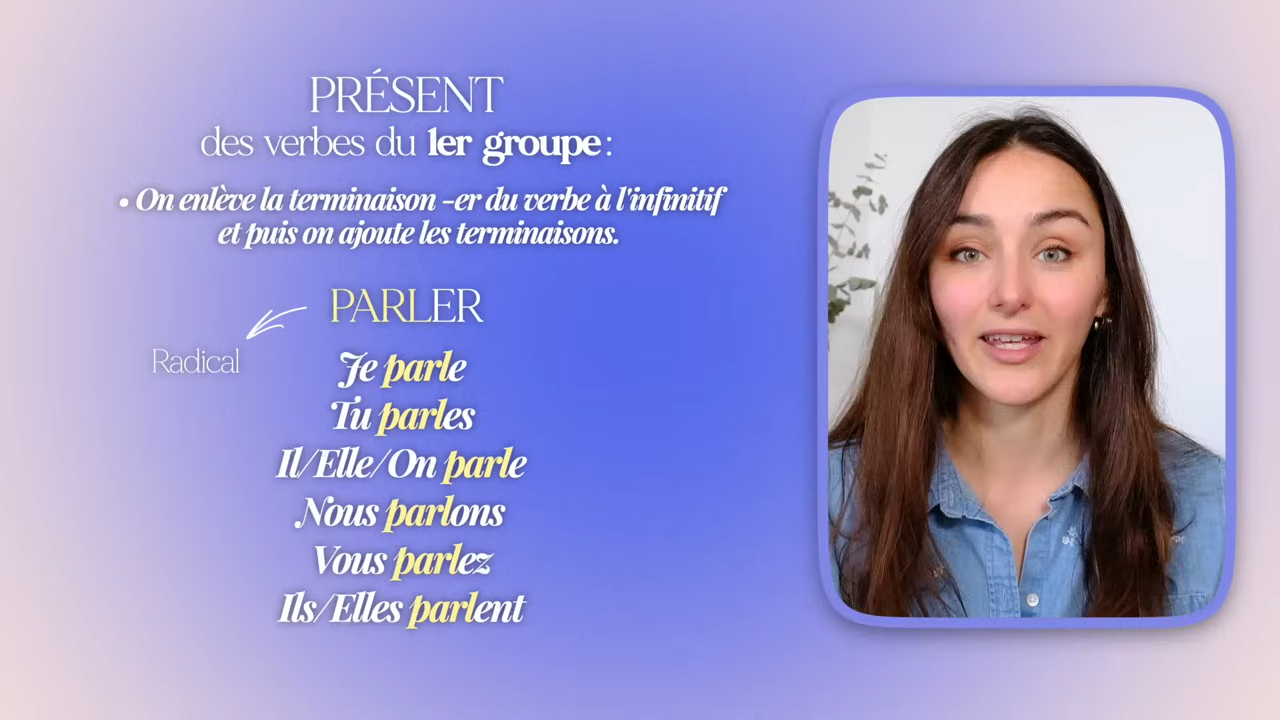 PRÉSENT
des verbes du 1er groupe :
• On enlève la terminaison -er du verbe à l'infinitif
et puis on ajoute les terminaisons.
PARLER
Radical
Je parle
Tu parles
Il/Elle/On parle
Nous parlons
Vous parlez
Ils/Elles parlent